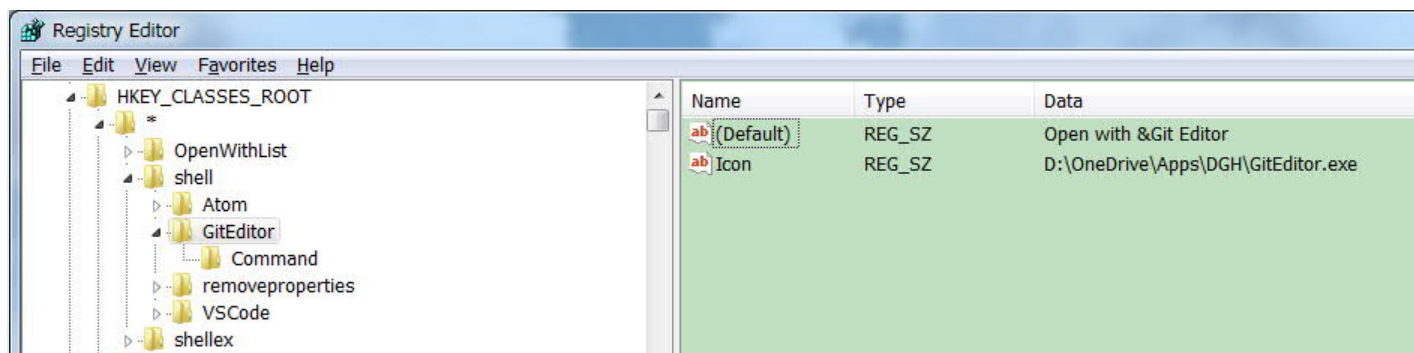 Registry Editor
File Edit View Favorites Help
HKEY_CLASSES_ROOT
*
OpenWithList
shell
Atom
GitEditor
Command
removeproperties
VSCode
shellex
Name Type Data
ab (Default) REG_SZ Open with &Git Editor
ab Icon REG_SZ D:\OneDrive\Apps\DGH\GitEditor.exe